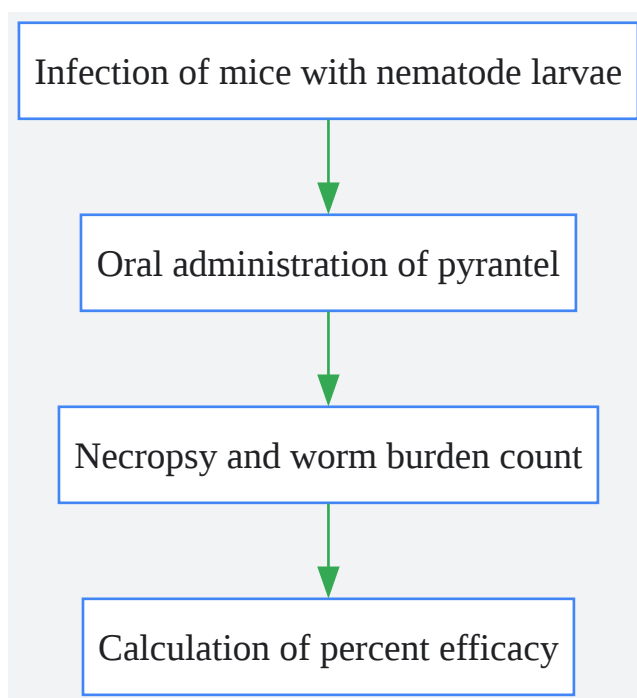 Infection of mice with nematode larvae
Oral administration of pyrantel
Necropsy and worm burden count
Calculation of percent efficacy